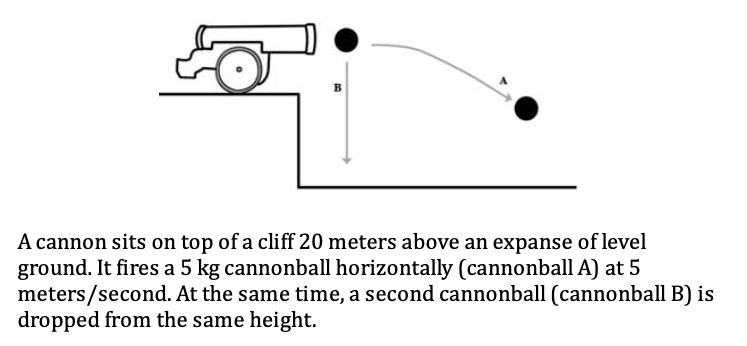 B
A
A cannon sits on top of a cliff 20 meters above an expanse of level
ground. It fires a 5 kg cannonball horizontally (cannonball A) at 5
meters/second. At the same time, a second cannonball (cannonball B) is
dropped from the same height.